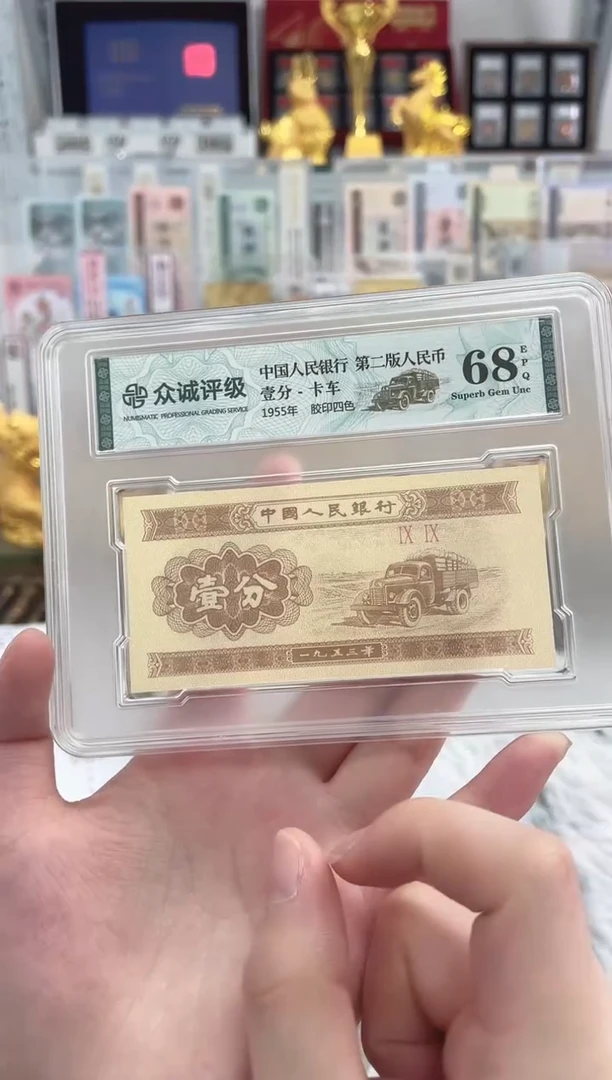 众诚评级
NUMISMATIC PROFESSIONAL GRADING SERVICE
中国人民银行 第二版人民币
壹分 - 卡车
1955年 胶印四色
68 EPQ
Superb Gem Unc
中國人民銀行
IX IX
壹分
一九五三年